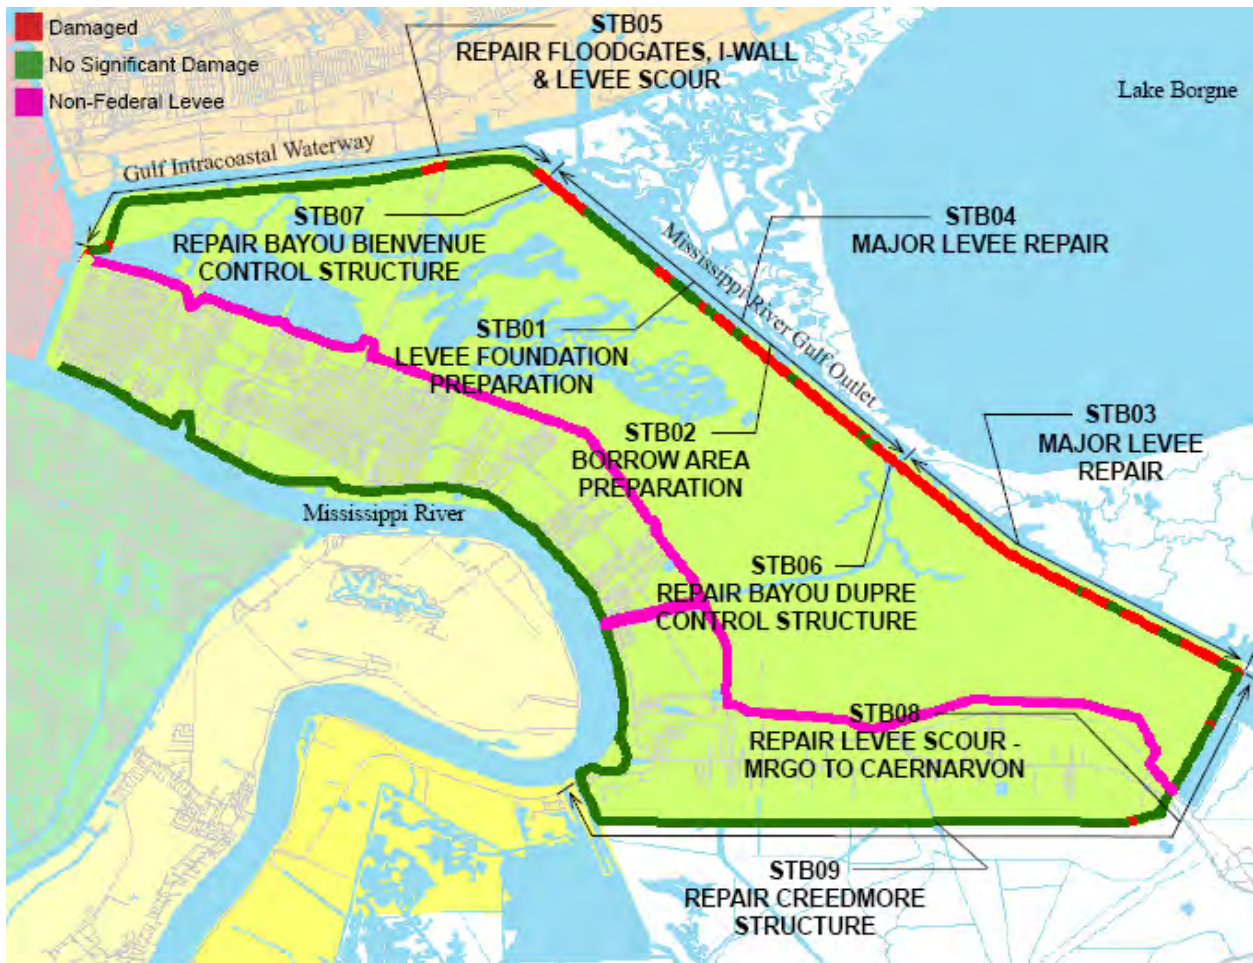 Damaged
No Significant Damage
Non-Federal Levee
STB05
REPAIR FLOODGATES, I-WALL
& LEVEE SCOUR
Lake Borgne
Gulf Intracoastal Waterway
STB07
REPAIR BAYOU BIENVENUE
CONTROL STRUCTURE
STB04
MAJOR LEVEE REPAIR
Mississippi River Gulf Outlet
STB01
LEVEE FOUNDATION
PREPARATION
STB02
BORROW AREA
PREPARATION
STB03
MAJOR LEVEE
REPAIR
Mississippi River
STB06
REPAIR BAYOU DUPRE
CONTROL STRUCTURE
STB08
REPAIR LEVEE SCOUR -
MRGO TO CAERNARVON
STB09
REPAIR CREEDMORE
STRUCTURE